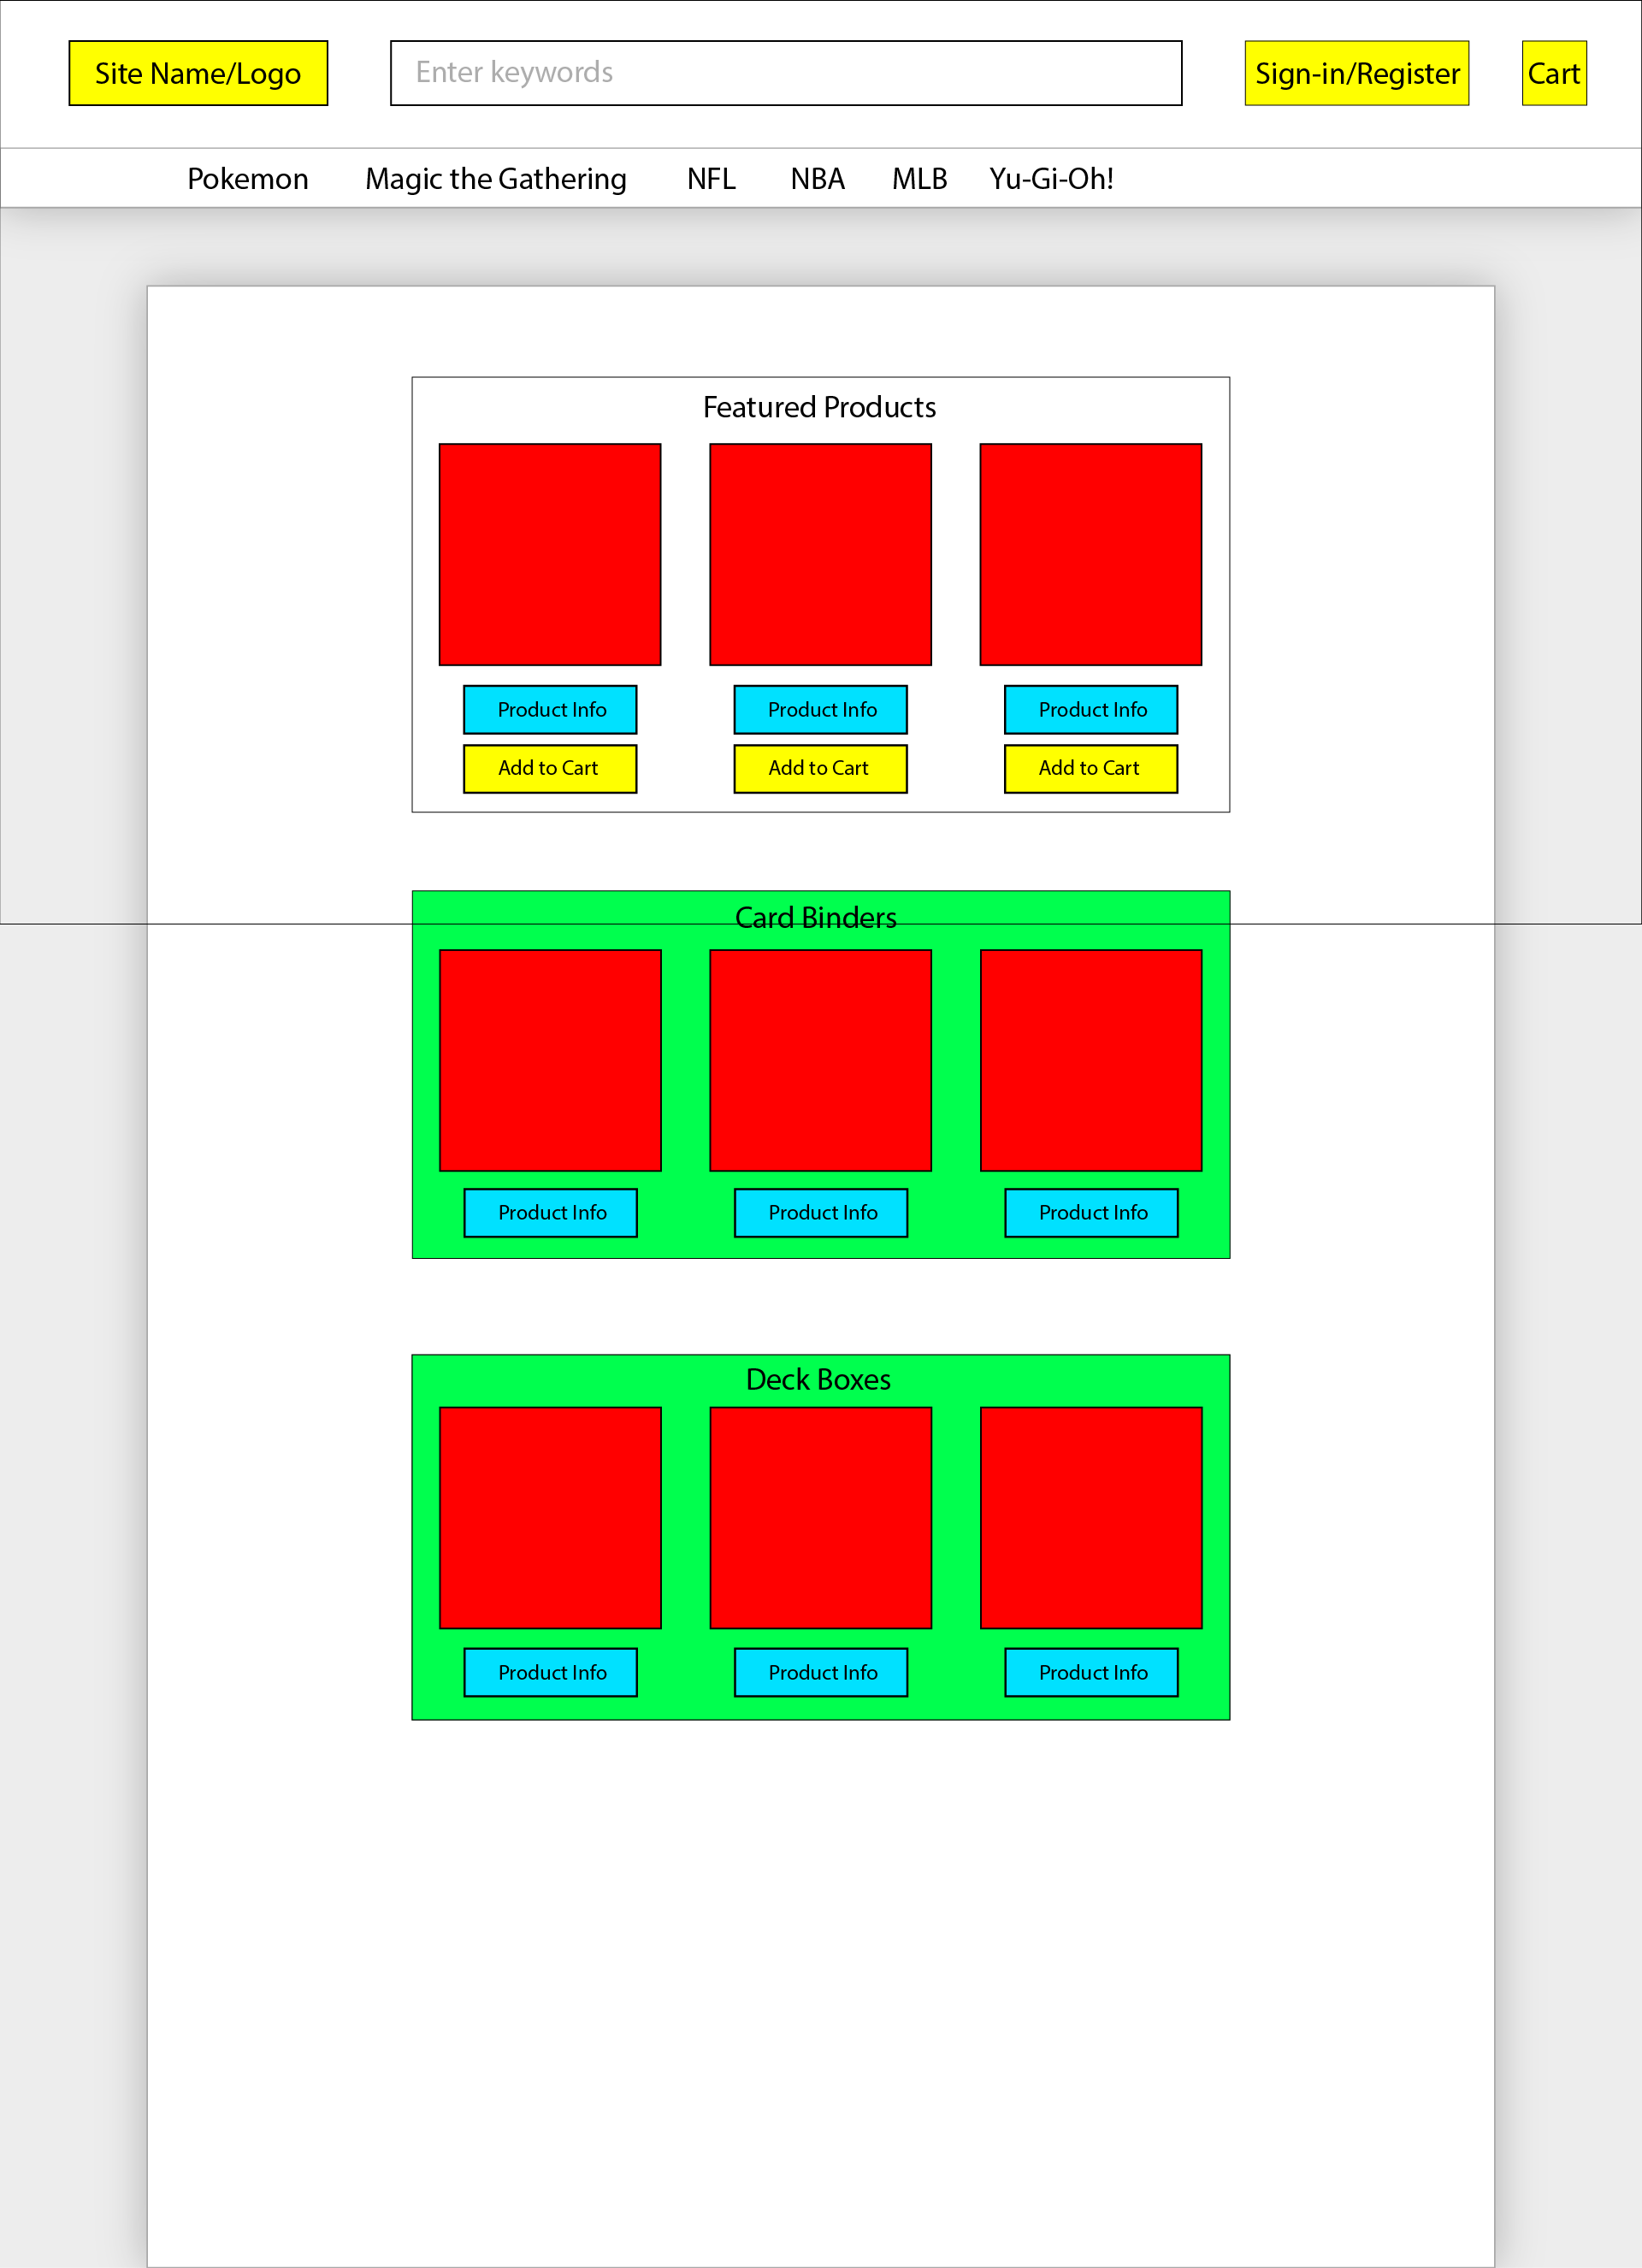 Site Name/Logo
Enter keywords
Sign-in/Register
Cart
Pokemon
Magic the Gathering
NFL
NBA
MLB
Yu-Gi-Oh!
Featured Products
Product Info
Product Info
Product Info
Add to Cart
Add to Cart
Add to Cart
Card Binders
Product Info
Product Info
Product Info
Deck Boxes
Product Info
Product Info
Product Info